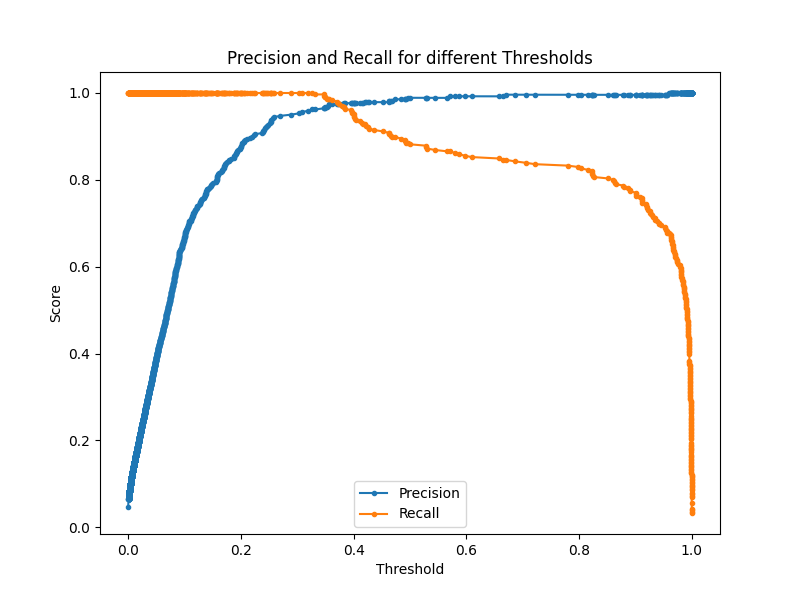 Precision and Recall for different Thresholds
1.0
0.8
0.6
0.4
0.2
0.0
Score
Precision
Recall
0.0 0.2 0.4 0.6 0.8 1.0
Threshold